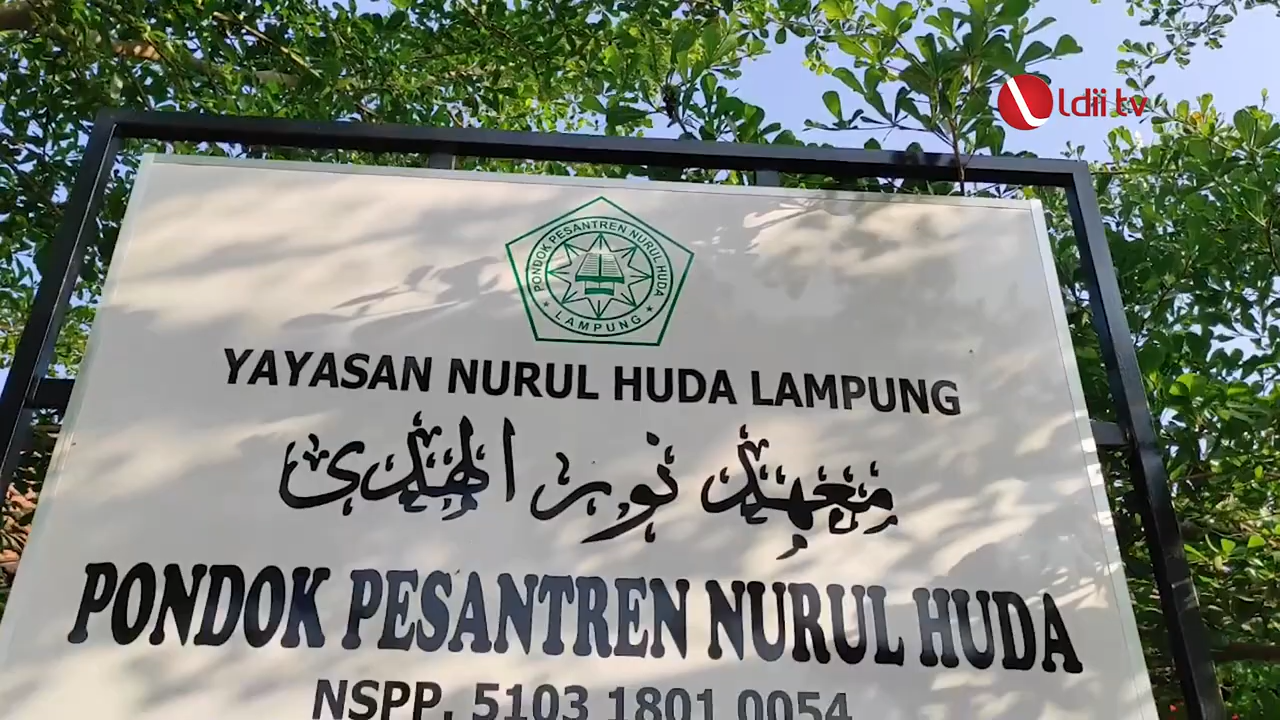 ldii tv
PONDOK PESANTREN NURUL HUDA
* LAMPUNG *
YAYASAN NURUL HUDA LAMPUNG
معهد نور الهدى
PONDOK PESANTREN NURUL HUDA
NSPP. 5103 1801 0054